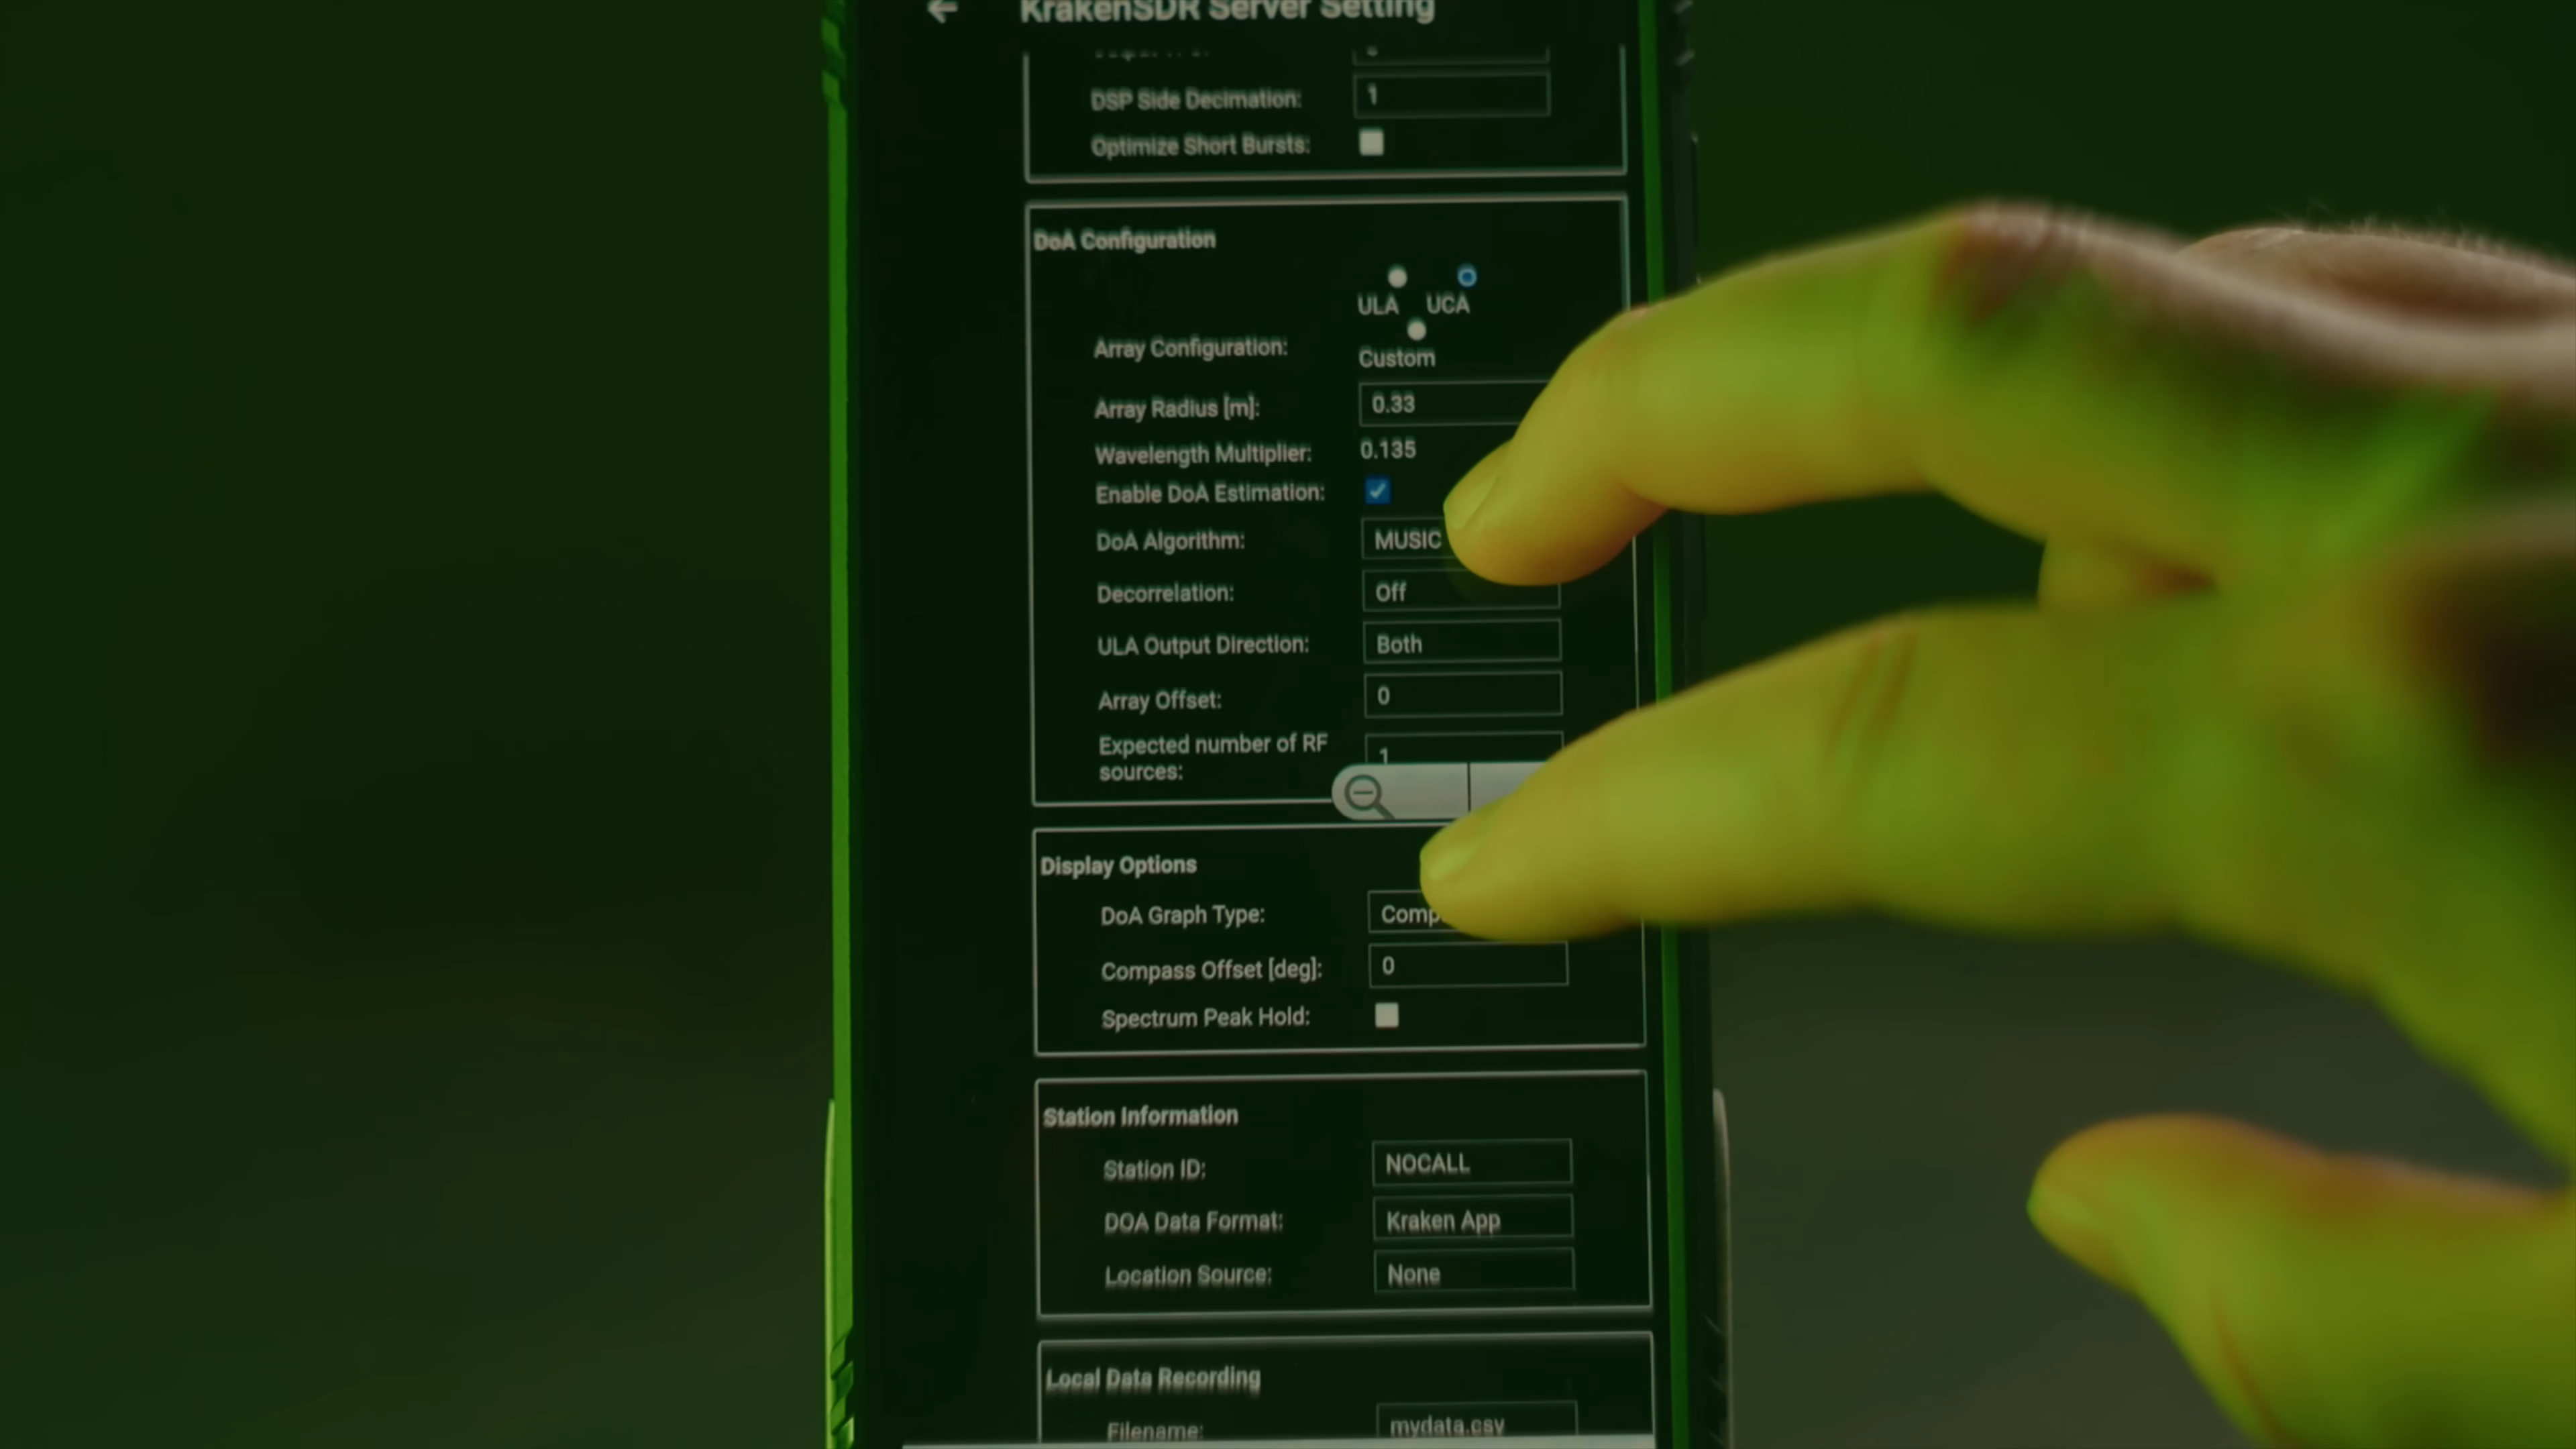 KrakenSDR Server Setting
DSP Side Decimation: 1
Optimize Short Bursts:
DoA Configuration
ULA UCA
Array Configuration:
Custom
Array Radius [m]: 0.33
Wavelength Multiplier: 0.135
Enable DoA Estimation:
DoA Algorithm: MUSIC
Decorrelation: Off
ULA Output Direction: Both
Array Offset: 0
Expected number of RF 1
sources:
Display Options
DoA Graph Type: Comp
Compass Offset [deg]: 0
Spectrum Peak Hold:
Station Information
Station ID: NOCALL
DOA Data Format: Kraken App
Location Source: None
Local Data Recording
Filename: mydata.csv